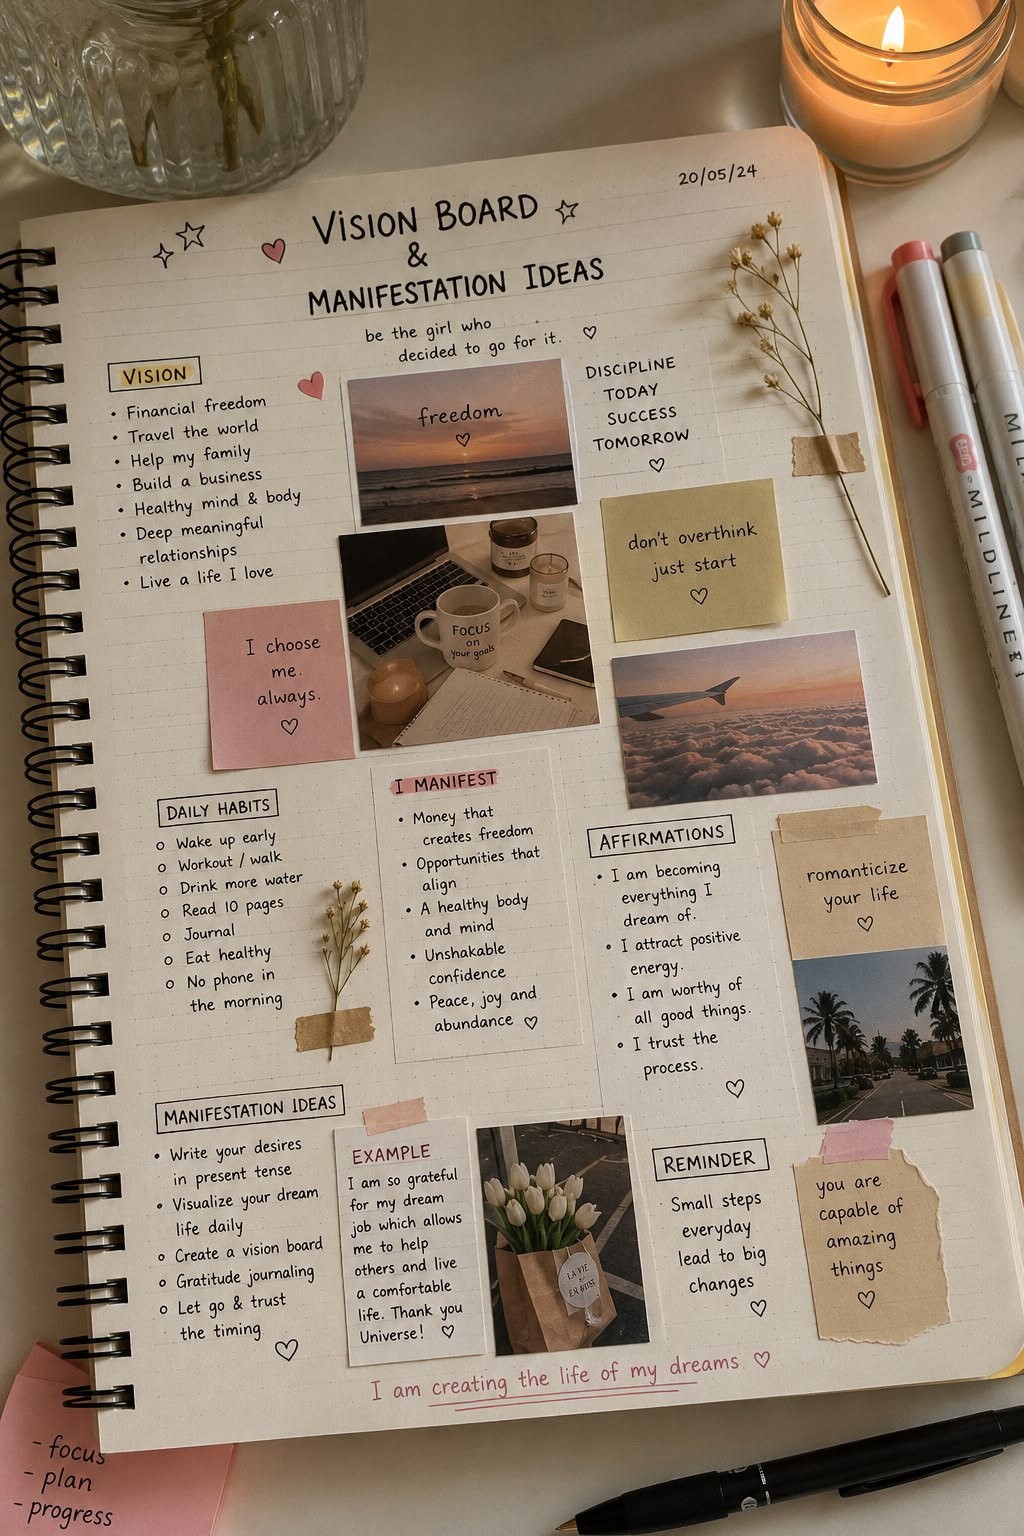 20/05/24
VISION BOARD
&
MANIFESTATION IDEAS
be the girl who
decided to go for it.
VISION
• Financial freedom
• Travel the world
• Help my family
• Build a business
• Healthy mind & body
• Deep meaningful
relationships
• Live a life I love
freedom
DISCIPLINE
TODAY
SUCCESS
TOMORROW
don't overthink
just start
FOCUS
on
your goals
I choose
me.
always.
DAILY HABITS
o Wake up early
o Workout / walk
o Drink more water
o Read 10 pages
o Journal
o Eat healthy
o No phone in
the morning
I MANIFEST
• Money that
creates freedom
• Opportunities that
align
• A healthy body
and mind
• Unshakable
confidence
• Peace, joy and
abundance
AFFIRMATIONS
• I am becoming
everything I
dream of.
• I attract positive
energy.
• I am worthy of
all good things.
• I trust the
process.
romanticize
your life
MANIFESTATION IDEAS
• Write your desires
in present tense
• Visualize your dream
life daily
o Create a vision board
o Gratitude journaling
o Let go & trust
the timing
EXAMPLE
I am so grateful
for my dream
job which allows
me to help
others and live
a comfortable
life. Thank you
Universe!
LA VIE
EN ROSE
REMINDER
Small steps
everyday
lead to big
changes
you are
capable of
amazing
things
I am creating the life of my dreams
- focus
- plan
- progress
MILDLINER